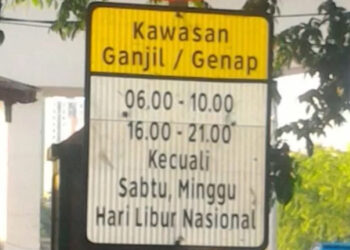 Kawasan
Ganjil / Genap
06.00 - 10.00
16.00 - 21.00
Kecuali
Sabtu, Minggu
Hari Libur Nasional